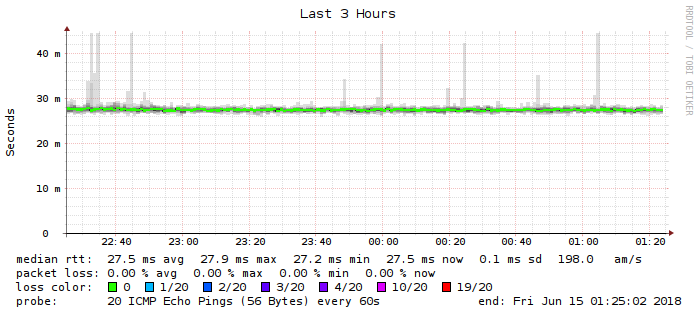 Last 3 Hours
RRDTOOL / TOBI OETIKER
Seconds
40 m
30 m
20 m
10 m
0
22:40 23:00 23:20 23:40 00:00 00:20 00:40 01:00 01:20
median rtt: 27.5 ms avg 27.9 ms max 27.2 ms min 27.5 ms now 0.1 ms sd 198.0 am/s
packet loss: 0.00 % avg 0.00 % max 0.00 % min 0.00 % now
loss color: 0 1/20 2/20 3/20 4/20 10/20 19/20
probe: 20 ICMP Echo Pings (56 Bytes) every 60s end: Fri Jun 15 01:25:02 2018